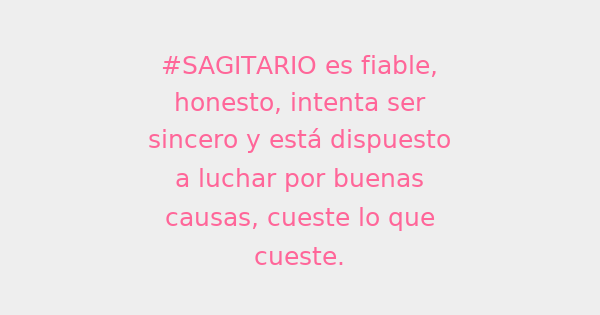 #SAGITARIO es fiable,
honesto, intenta ser
sincero y está dispuesto
a luchar por buenas
causas, cueste lo que
cueste.